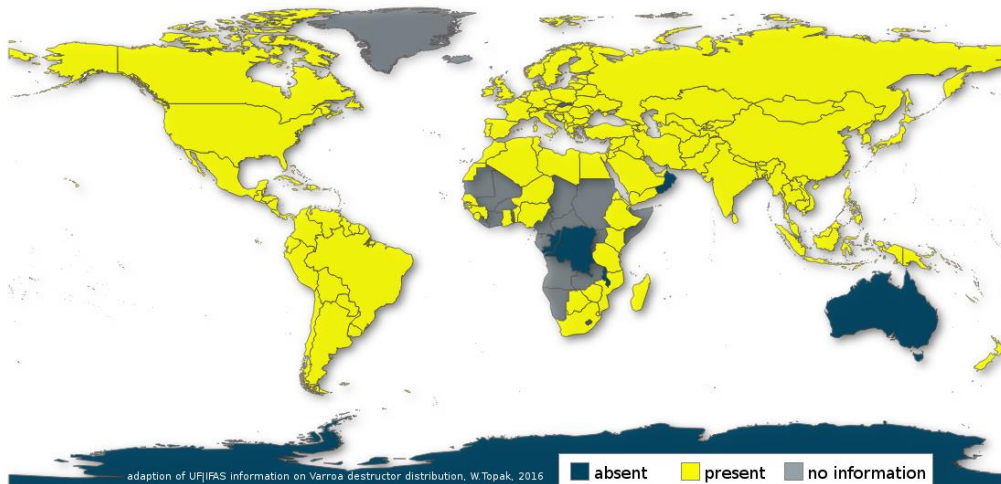 adaption of UF|IFAS information on Varroa destructor distribution, W.Topak, 2016
absent
present
no information